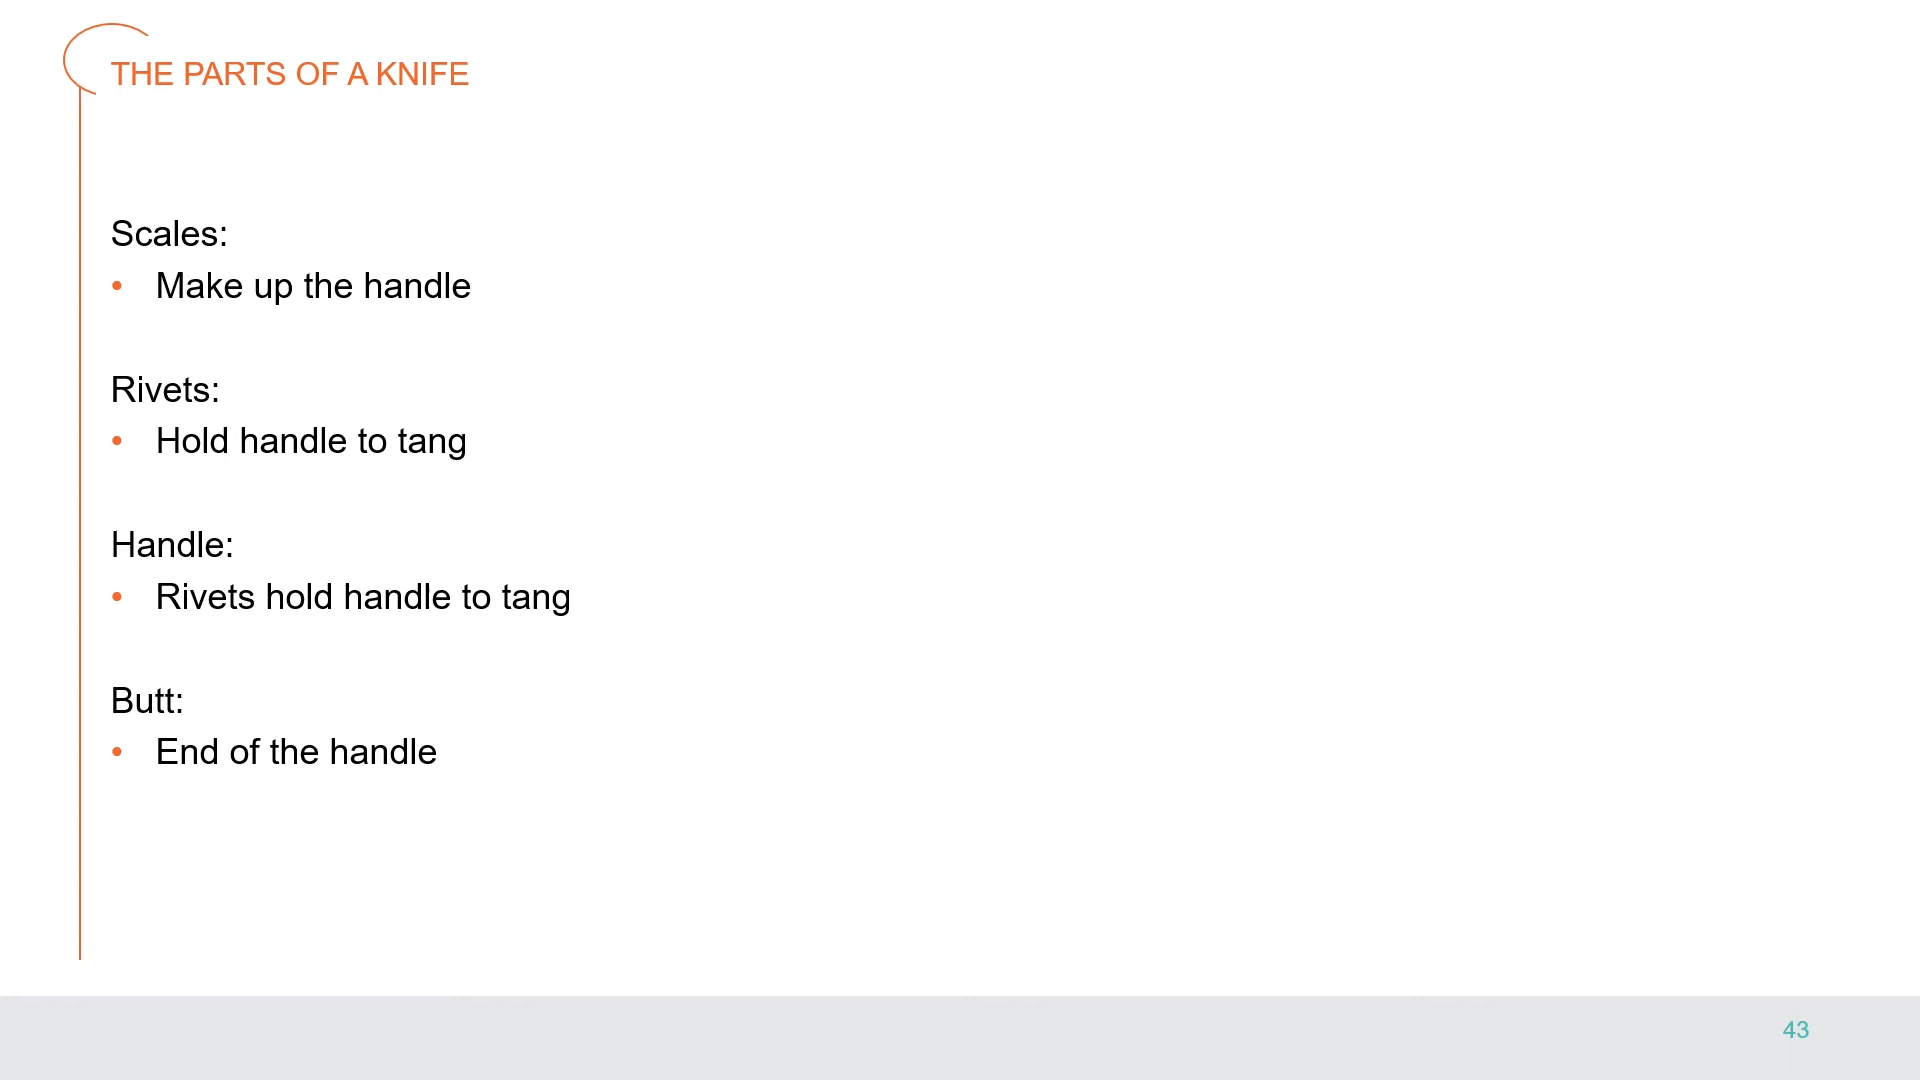 THE PARTS OF A KNIFE
Scales:
• Make up the handle
Rivets:
• Hold handle to tang
Handle:
• Rivets hold handle to tang
Butt:
• End of the handle
43